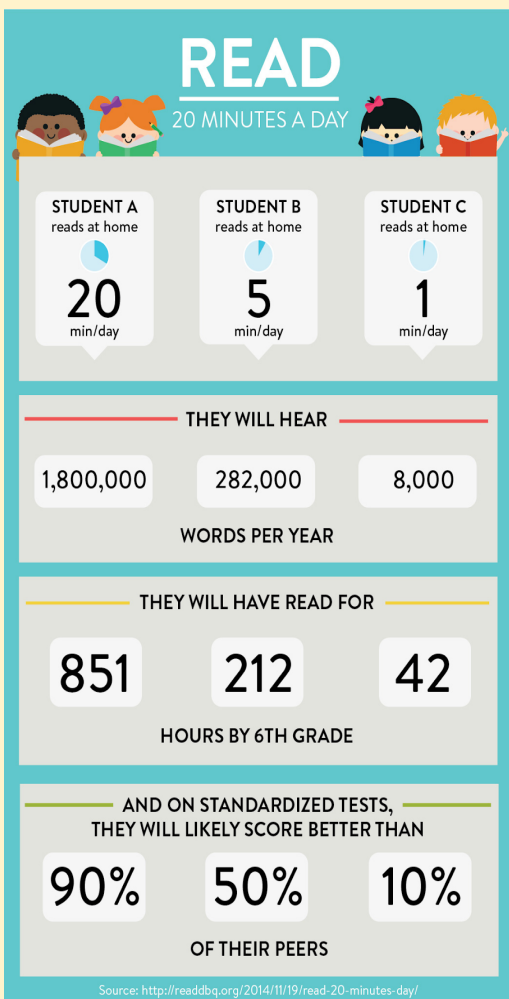 READ
20 MINUTES A DAY
STUDENT A
reads at home
20
min/day
STUDENT B
reads at home
5
min/day
STUDENT C
reads at home
1
min/day
THEY WILL HEAR
1,800,000 282,000 8,000
WORDS PER YEAR
THEY WILL HAVE READ FOR
851 212 42
HOURS BY 6TH GRADE
AND ON STANDARDIZED TESTS,
THEY WILL LIKELY SCORE BETTER THAN
90% 50% 10%
OF THEIR PEERS
Source: http://readdbq.org/2014/11/19/read-20-minutes-day/